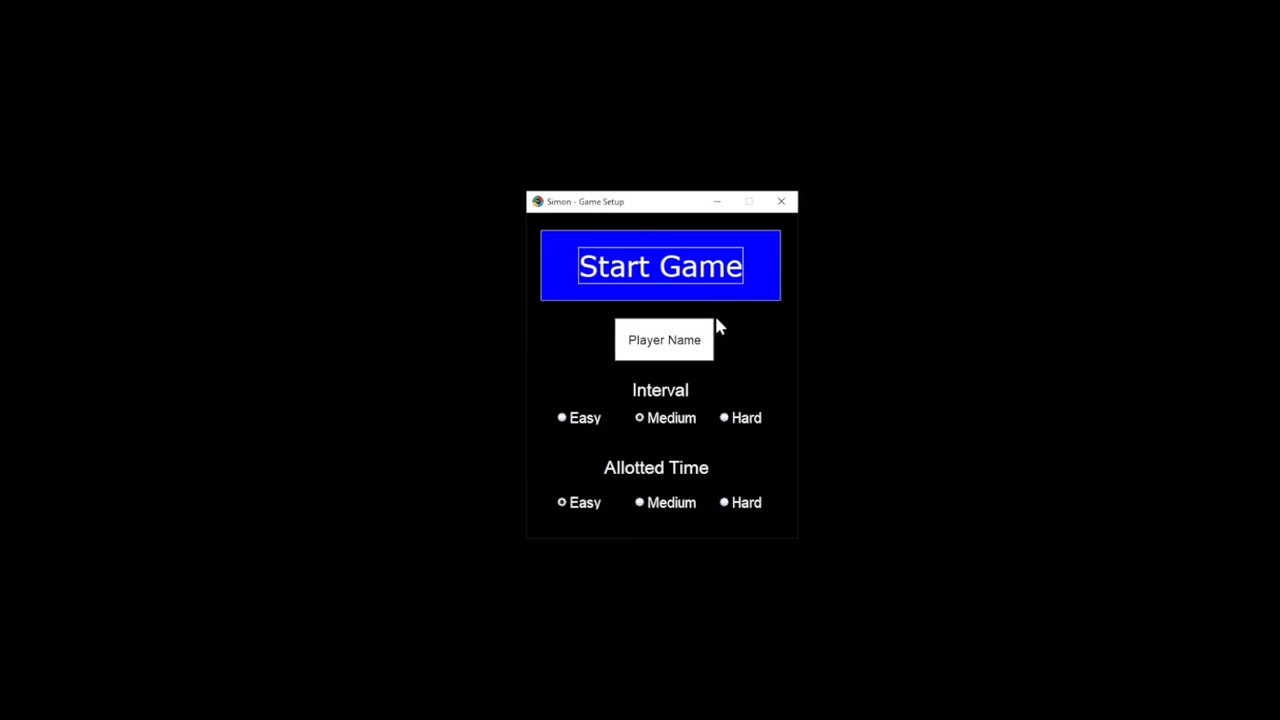 Simon - Game Setup
Start Game
Player Name
Interval
Easy Medium Hard
Allotted Time
Easy Medium Hard